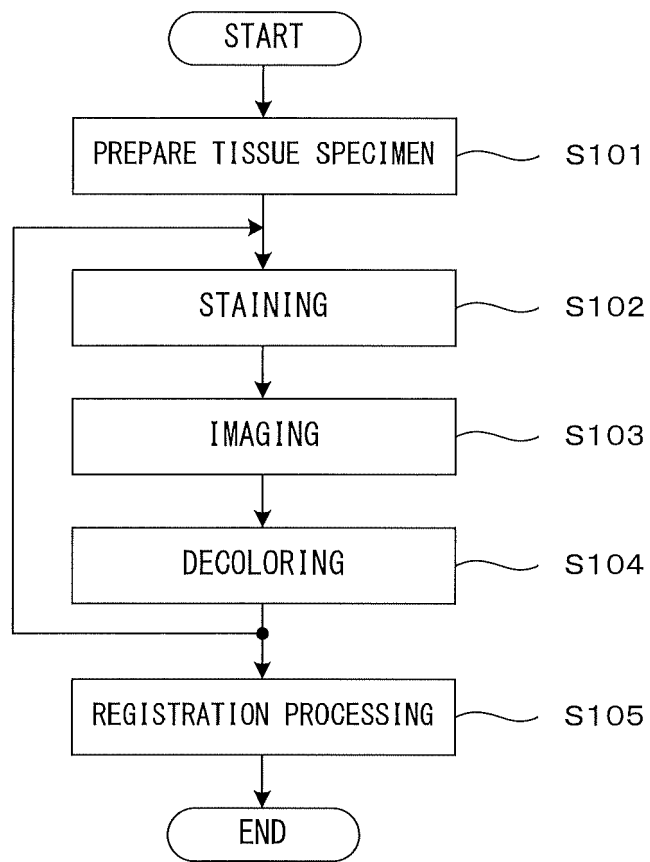 START
PREPARE TISSUE SPECIMEN
S101
STAINING
S102
IMAGING
S103
DECOLORING
S104
REGISTRATION PROCESSING
S105
END